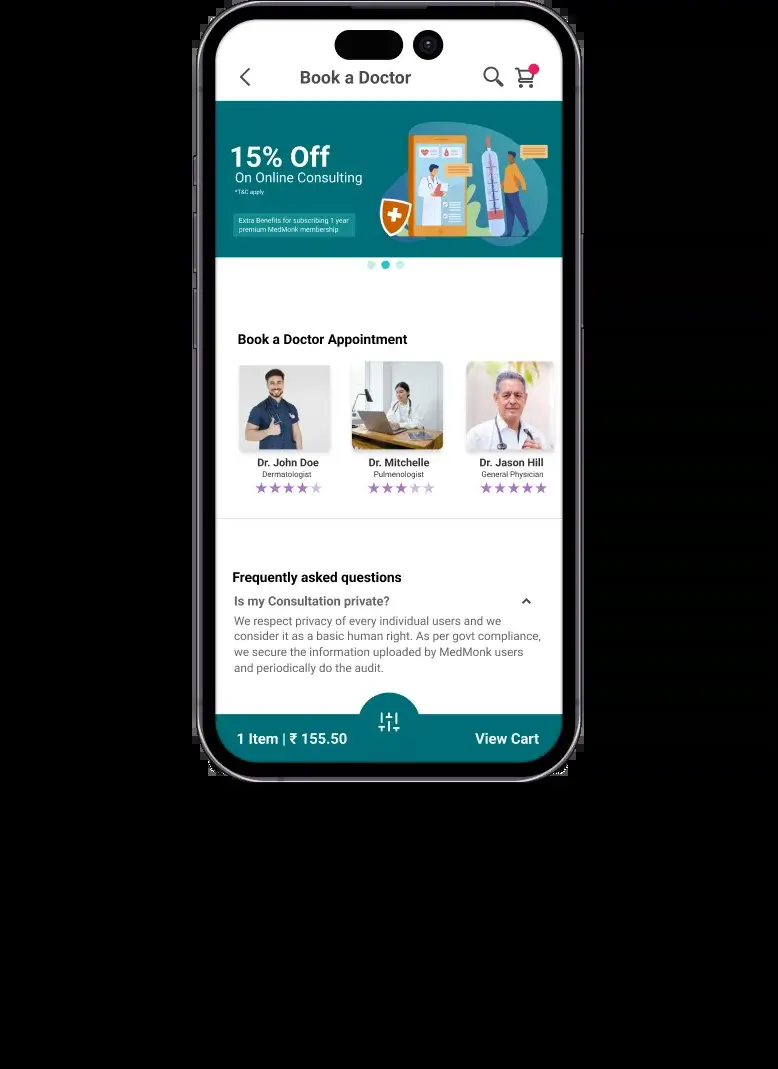 Book a Doctor
15% Off
On Online Consulting
*T&C apply
Extra Benefits for subscribing 1 year
premium MedMonk membership
Book a Doctor Appointment
Dr. John Doe
Dermatologist
Dr. Mitchelle
Pulmenologist
Dr. Jason Hill
General Physician
Frequently asked questions
Is my Consultation private?
We respect privacy of every individual users and we
consider it as a basic human right. As per govt compliance,
we secure the information uploaded by MedMonk users
and periodically do the audit.
1 Item | ₹ 155.50
View Cart